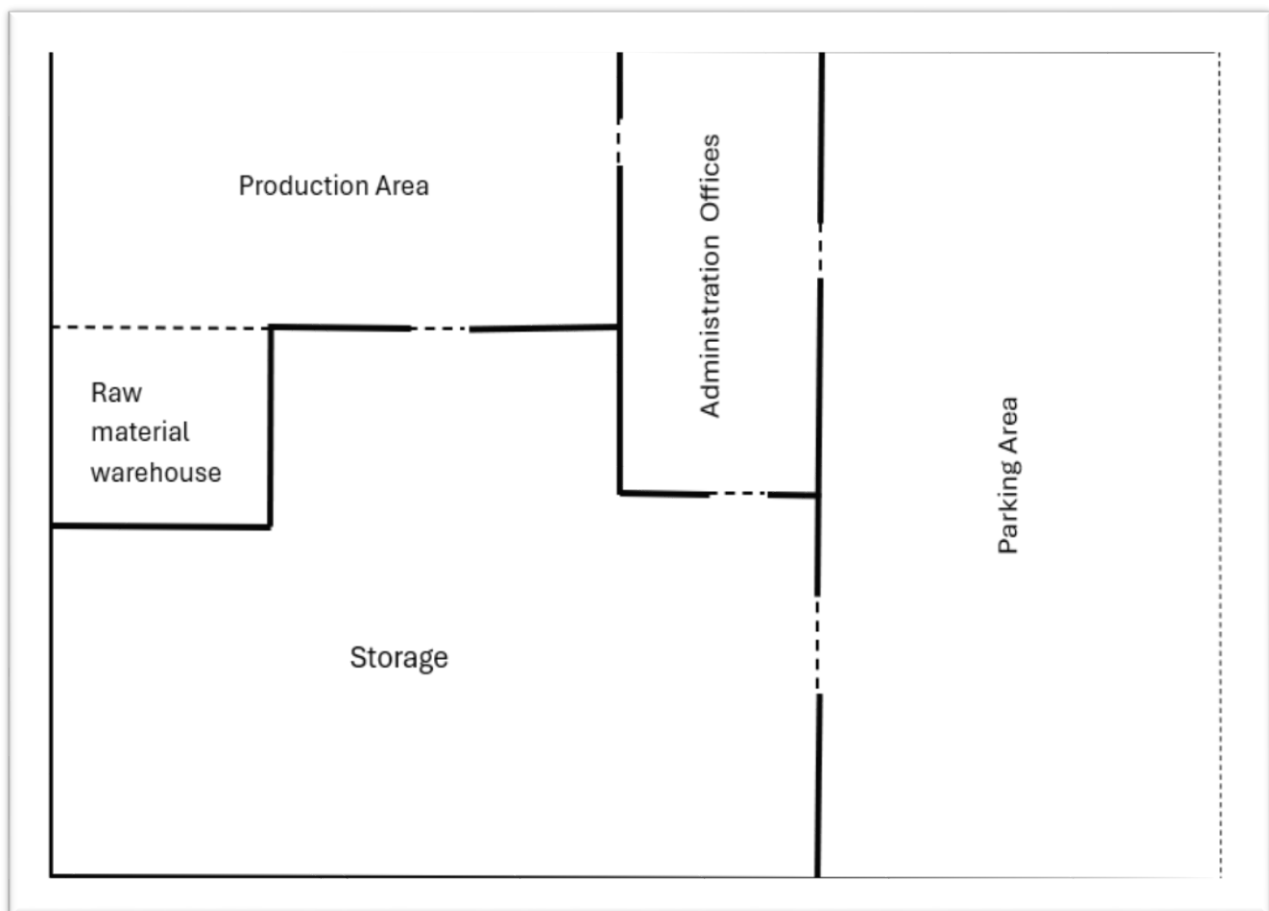 Production Area
Administration Offices
Raw
material
warehouse
Parking Area
Storage